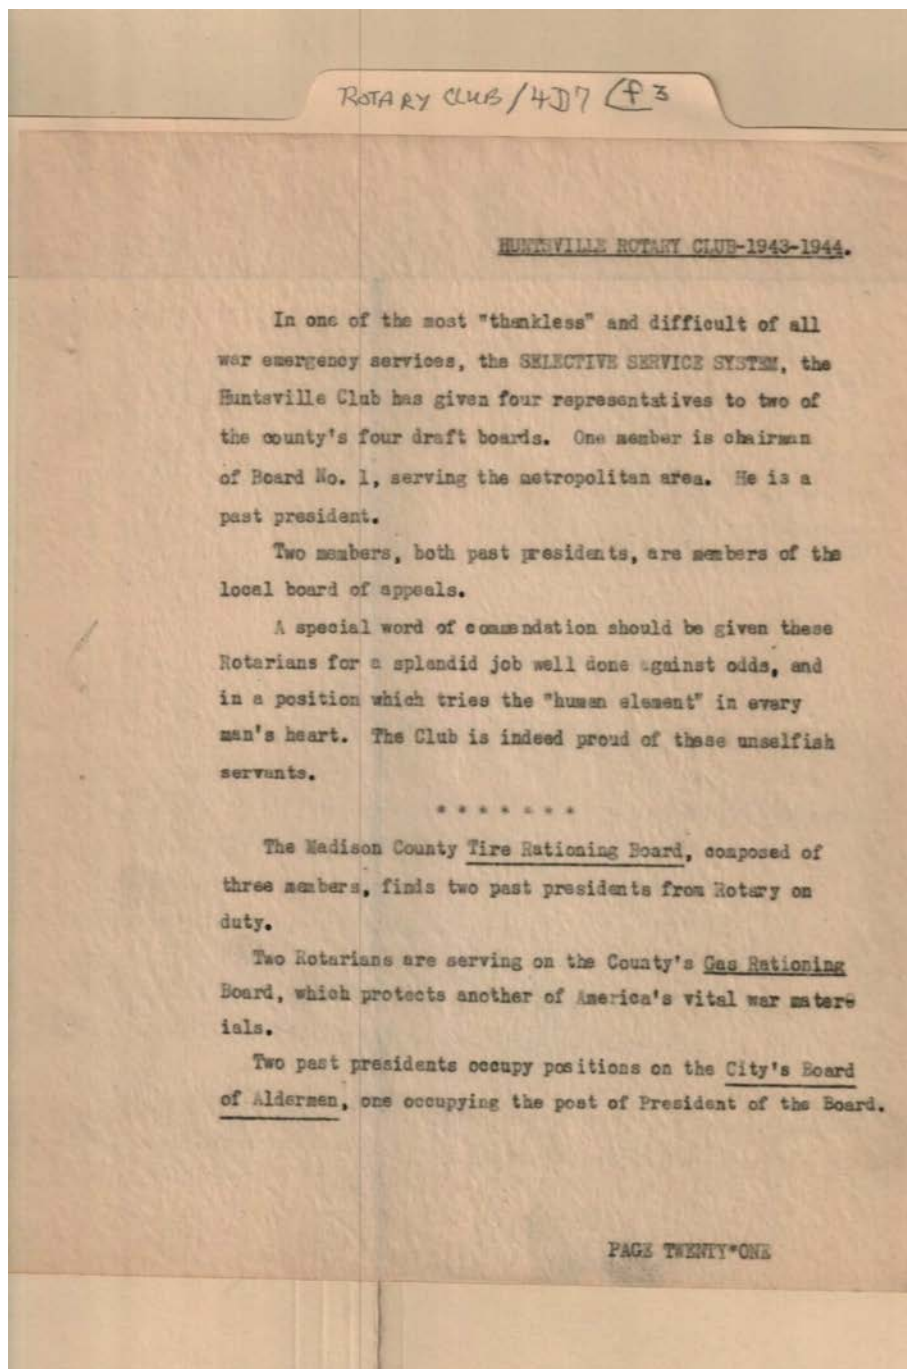 ROTARY CLUB/4D7 f3
HUNTSVILLE ROTARY CLUB-1943-1944.
In one of the most "thankless" and difficult of all
war emergency services, the SELECTIVE SERVICE SYSTEM, the
Huntsville Club has given four representatives to two of
the county's four draft boards. One member is chairman
of Board No. 1, serving the metropolitan area. He is a
past president.
Two members, both past presidents, are members of the
local board of appeals.
A special word of commendation should be given these
Rotarians for a splendid job well done against odds, and
in a position which tries the "human element" in every
man's heart. The Club is indeed proud of these unselfish
servants.
* * * * * * *
The Madison County Tire Rationing Board, composed of
three members, finds two past presidents from Rotary on
duty.
Two Rotarians are serving on the County's Gas Rationing
Board, which protects another of America's vital war mater-
ials.
Two past presidents occupy positions on the City's Board
of Aldermen, one occupying the post of President of the Board.
PAGE TWENTY*ONE